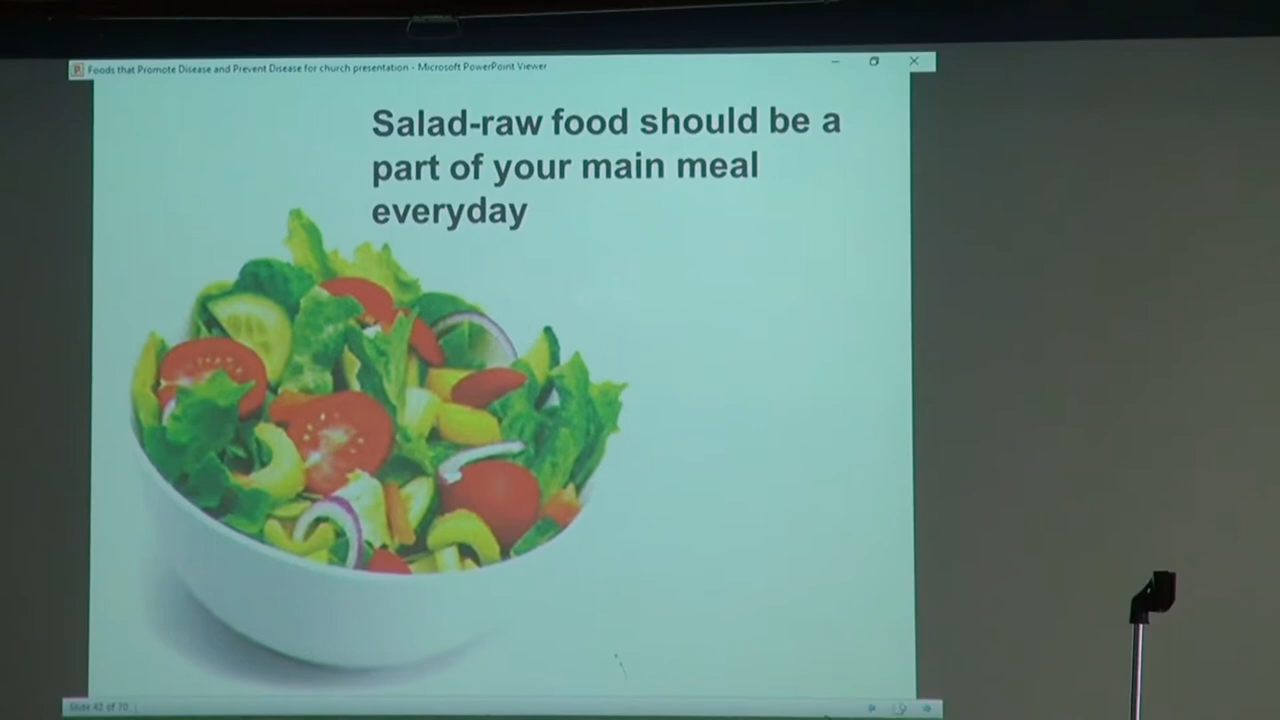 Foods that Promote Disease and Prevent Disease for church presentation - Microsoft PowerPoint Viewer
Salad-raw food should be a
part of your main meal
everyday
Slide 42 of 70